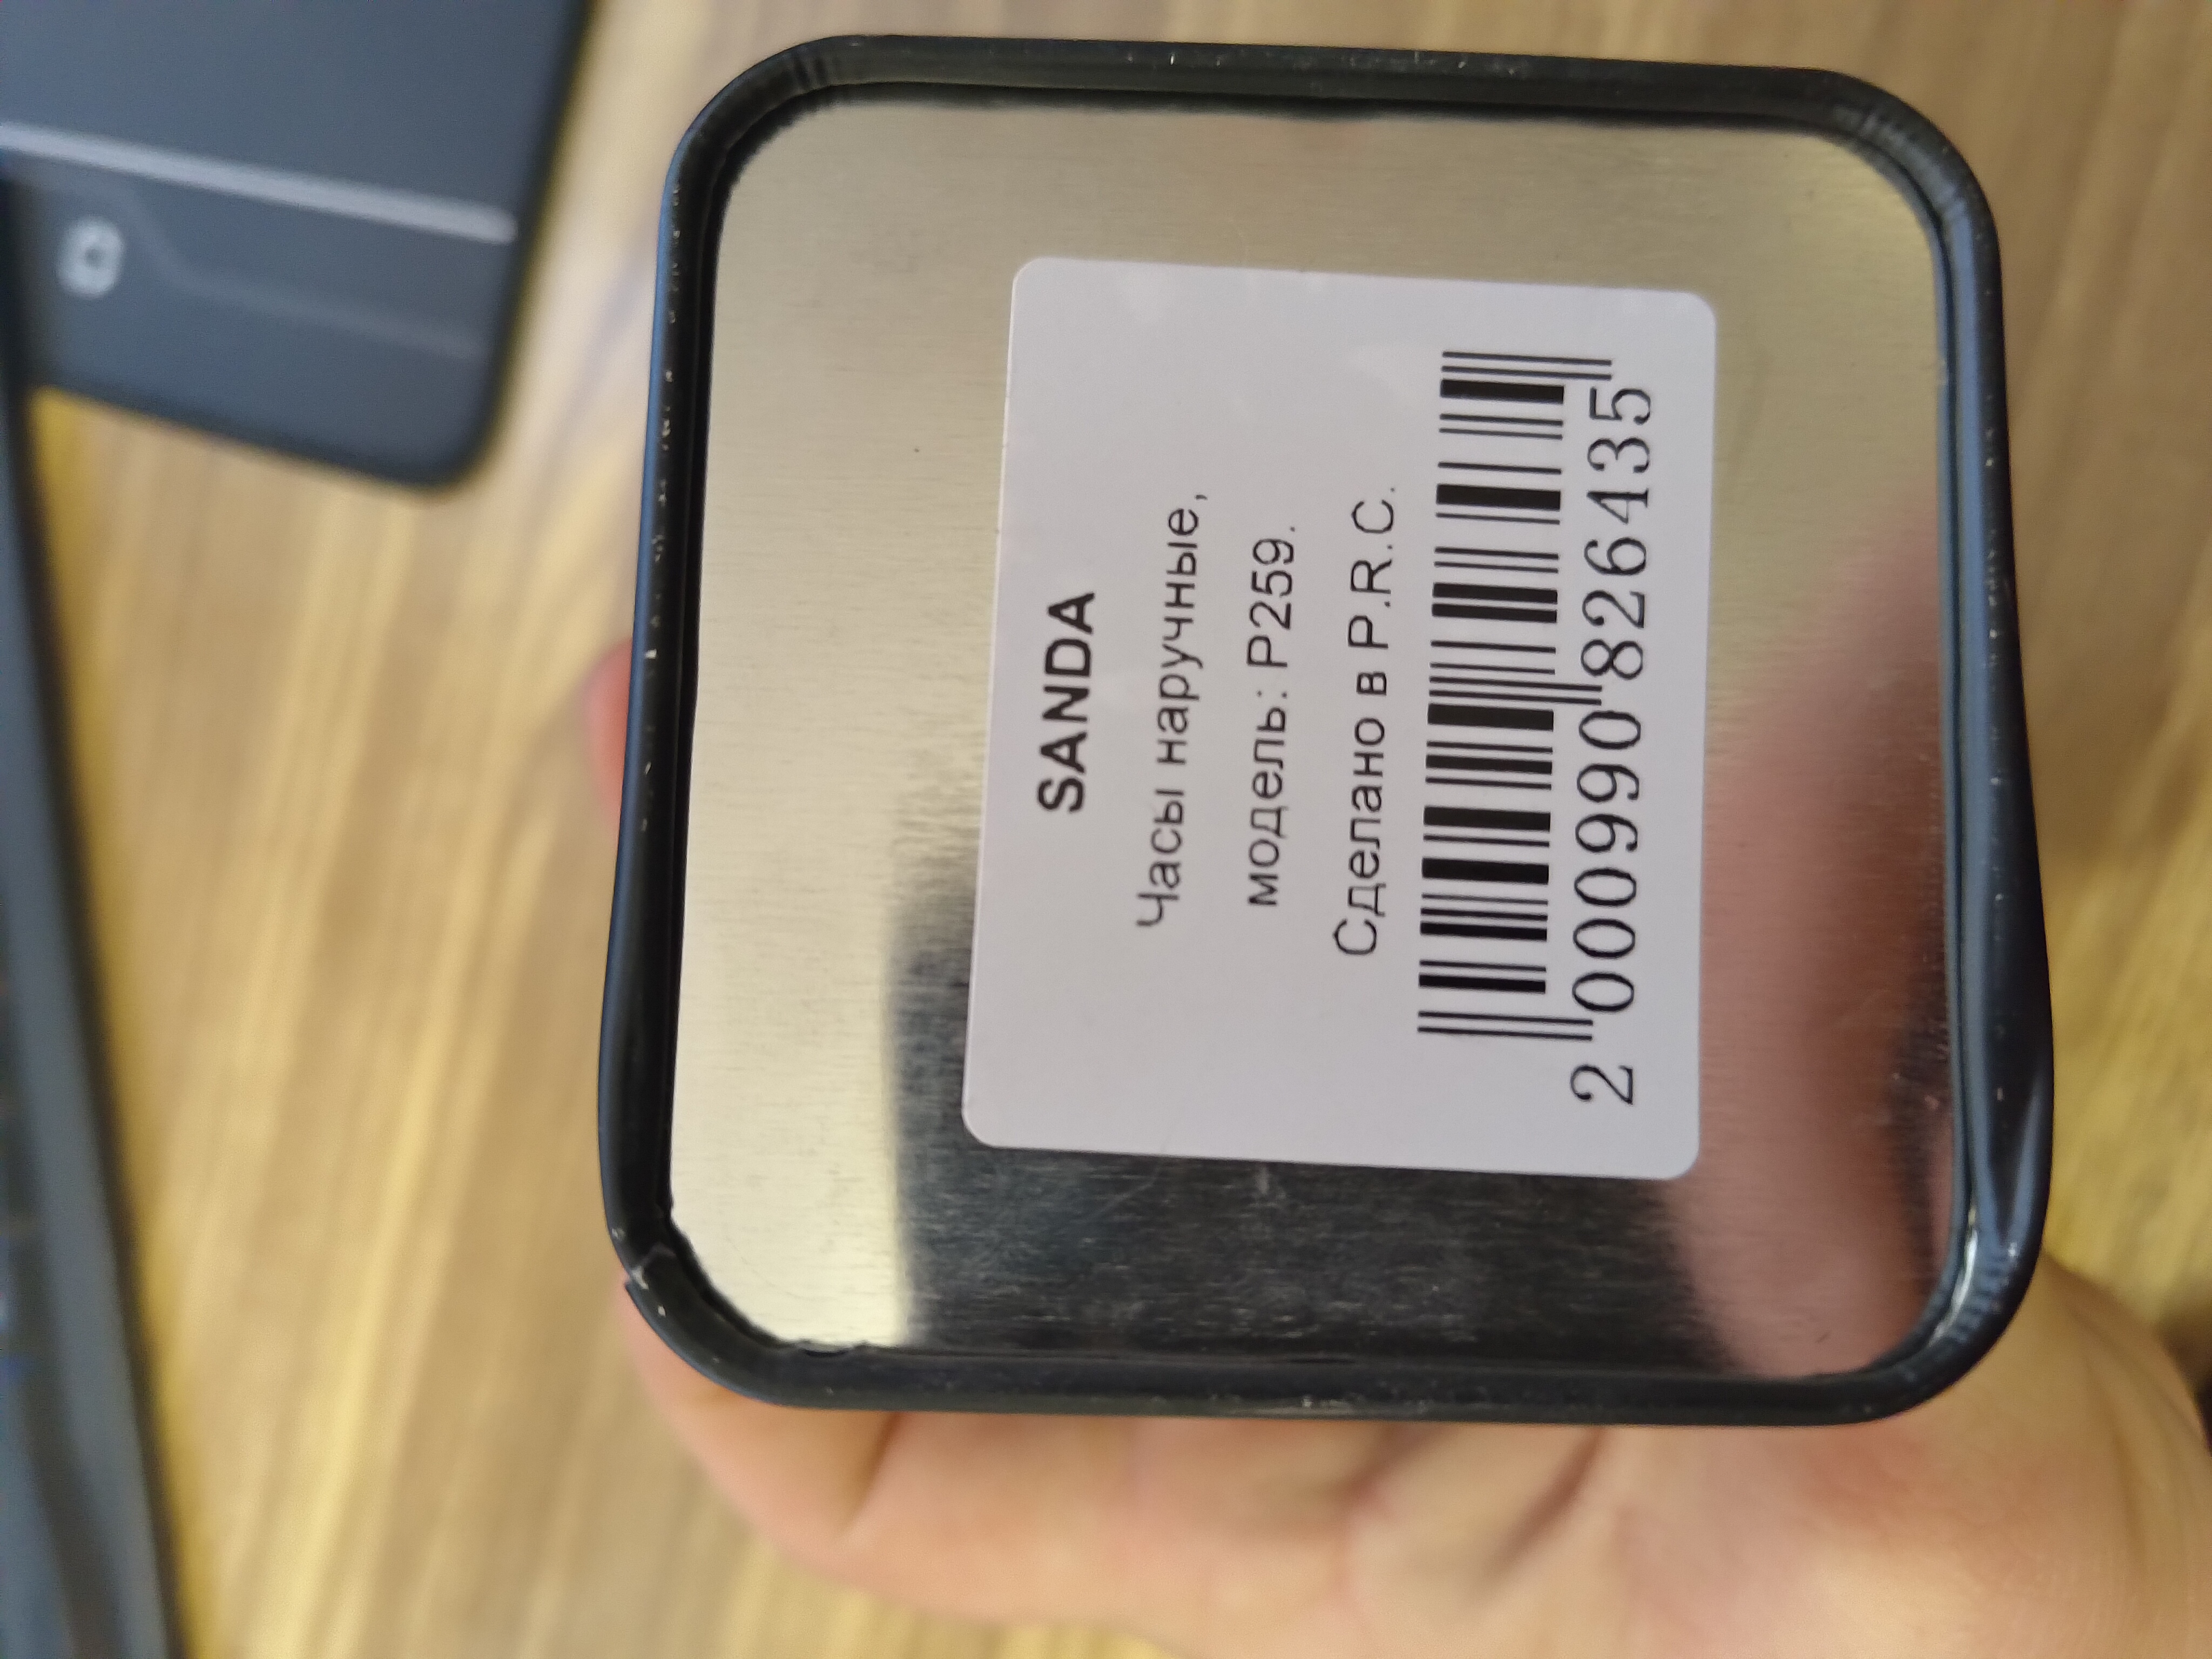 SANDA
Часы наручные,
модель: P259.
Сделано в P.R.C.
2 000990 826435